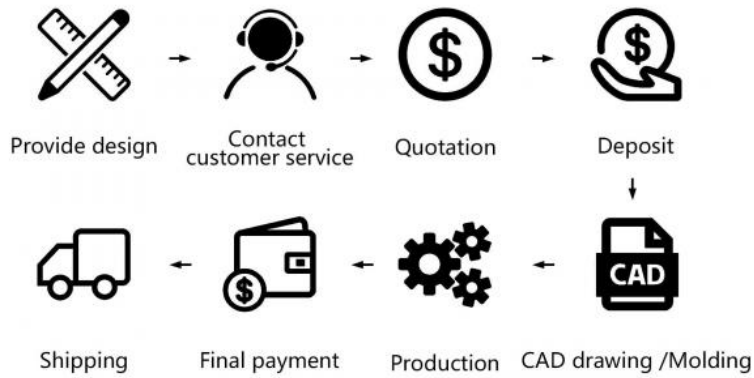 $
$
Provide design
Contact
customer service
Quotation
Deposit
CAD
$
Shipping
Final payment
Production
CAD drawing /Molding